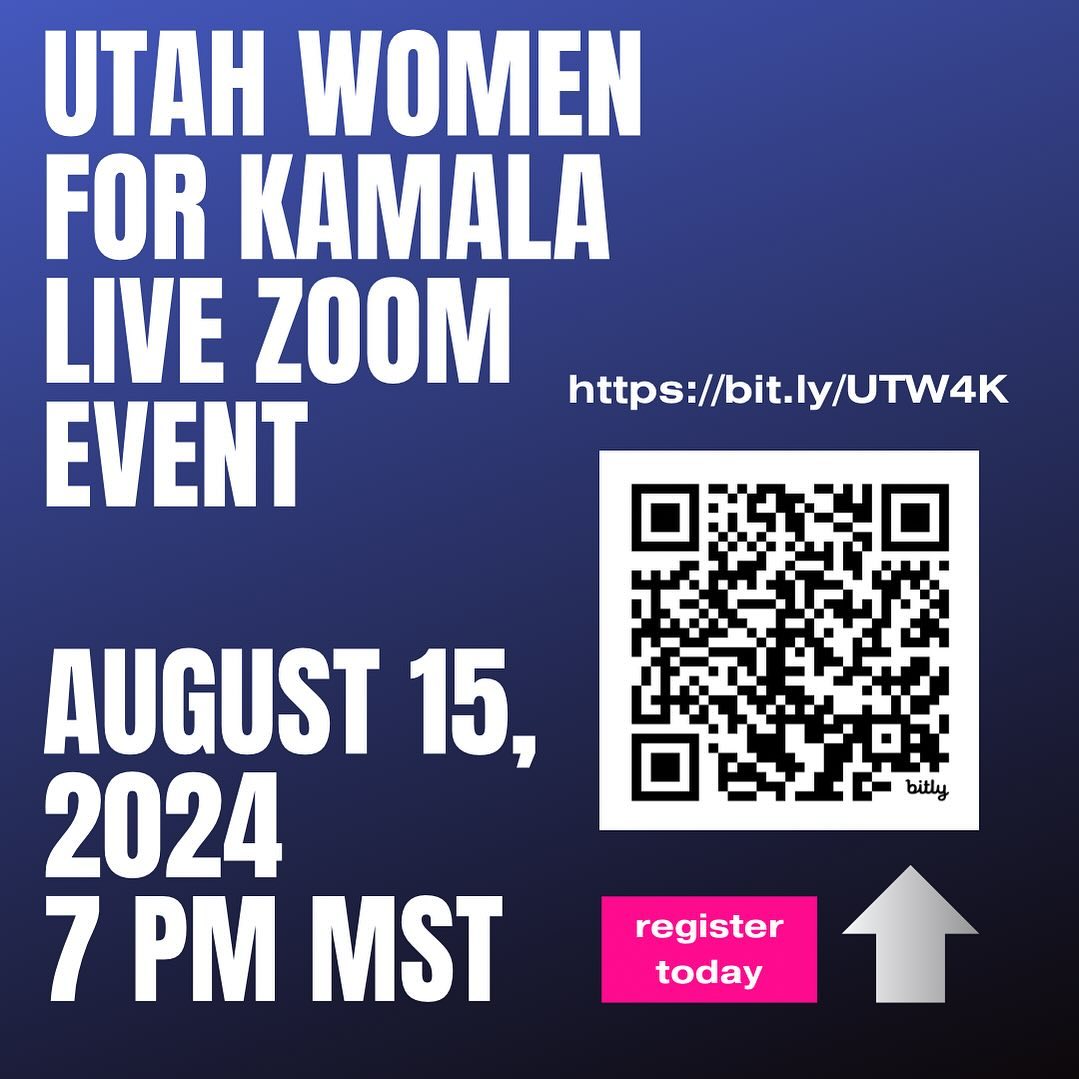 UTAH WOMEN
FOR KAMALA
LIVE ZOOM
EVENT
https://bit.ly/UTW4K
AUGUST 15,
2024
7 PM MST
bitly
register
today